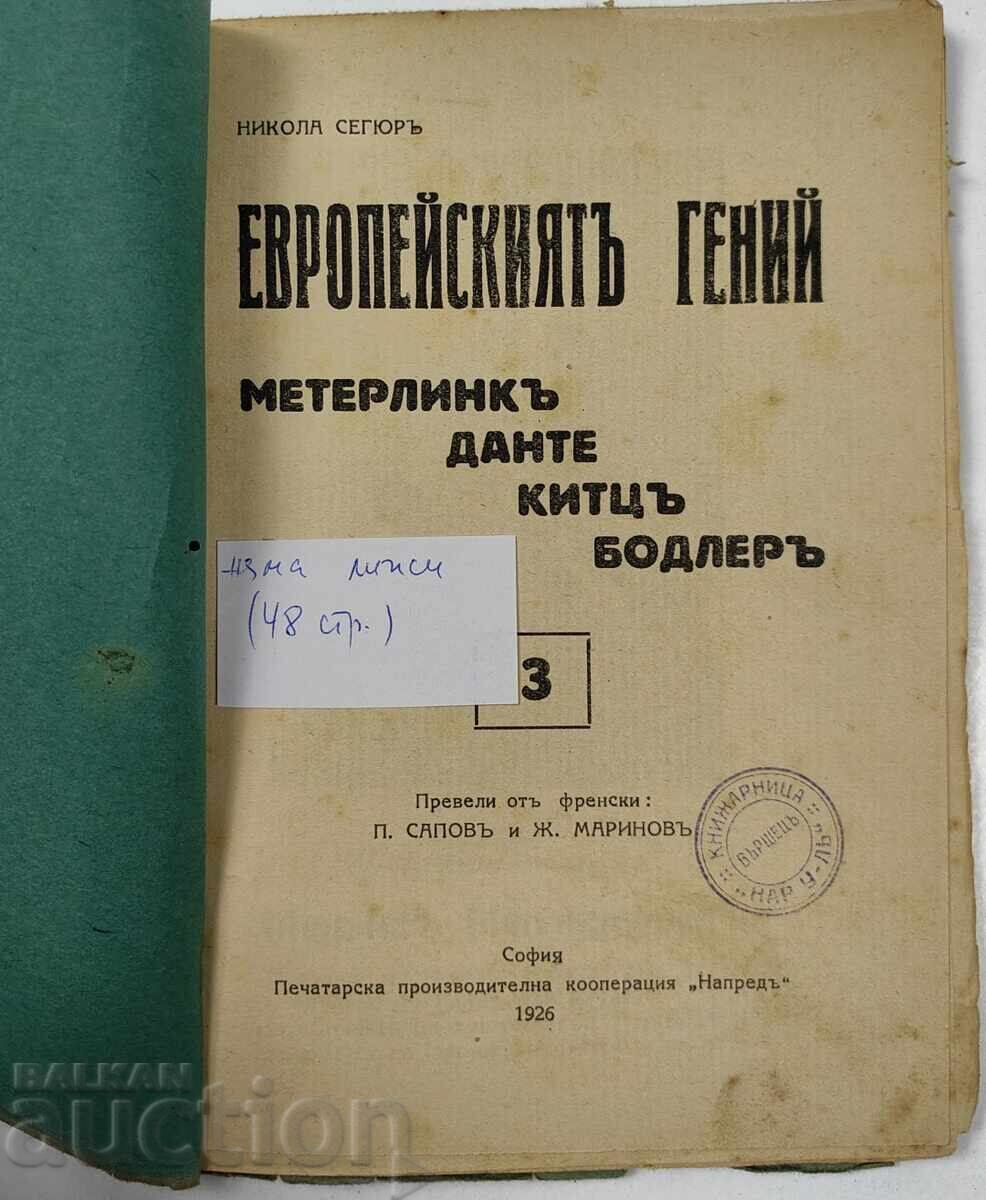 НИКОЛА СЕГЮРЪ
ЕВРОПЕЙСКИЯТЪ ГЕНИЙ
МЕТЕРЛИНКЪ
ДАНТЕ
КИТЦЪ
БОДЛЕРЪ
няма липси
(48 стр.)
3
Превели отъ френски:
П. САПОВЪ и Ж. МАРИНОВЪ
КНИЖАРНИЦА
ВЪРШЕЦЪ
София
Печатарска производителна кооперация „Напредъ“
1926
BALKAN
auction